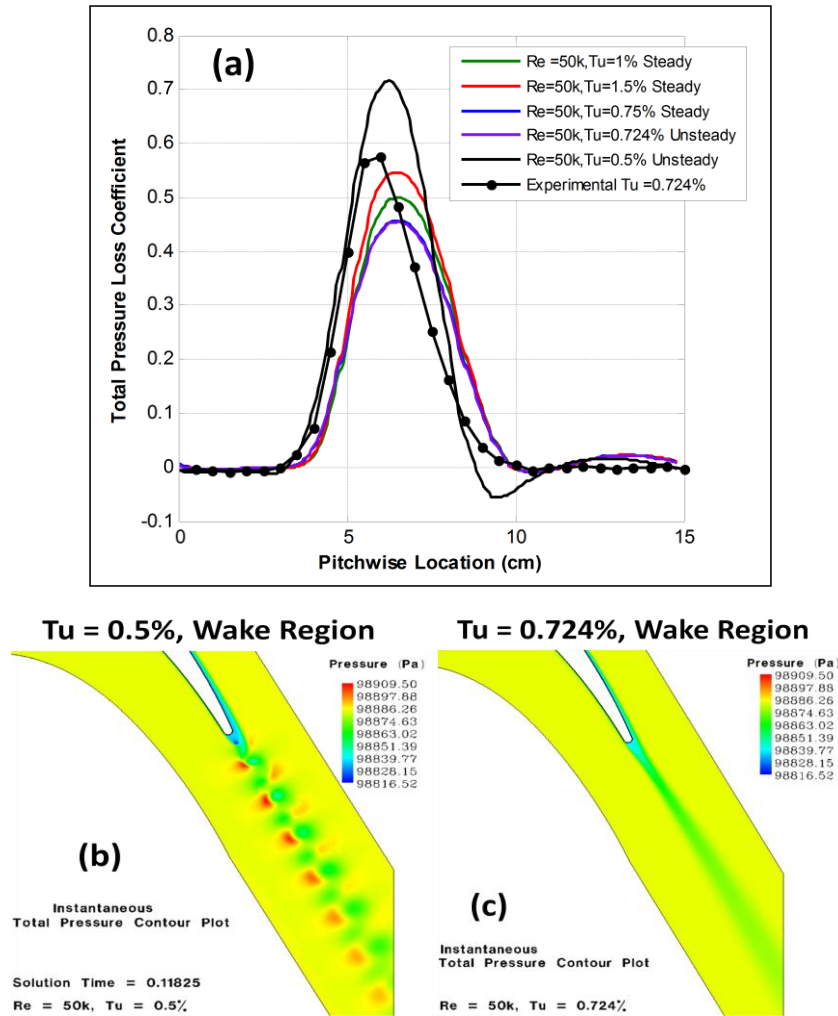 0.8
0.7
0.6
0.5
0.4
0.3
0.2
0.1
0
-0.1
Total Pressure Loss Coefficient
(a)
Re =50k,Tu=1% Steady
Re=50k,Tu=1.5% Steady
Re=50k,Tu=0.75% Steady
Re=50k,Tu=0.724% Unsteady
Re=50k,Tu=0.5% Unsteady
Experimental Tu =0.724%
0 5 10 15
Pitchwise Location (cm)
Tu = 0.5%, Wake Region
Pressure (Pa)
98909.50
98897.88
98886.26
98874.63
98863.02
98851.39
98839.77
98828.15
98816.52
(b)
Instantaneous
Total Pressure Contour Plot
Solution Time = 0.11825
Re = 50k, Tu = 0.5%
Tu = 0.724%, Wake Region
Pressure (Pa)
98909.50
98897.88
98886.26
98874.63
98863.02
98851.39
98839.77
98828.15
98816.52
(c)
Instantaneous
Total Pressure Contour Plot
Re = 50k, Tu = 0.724%